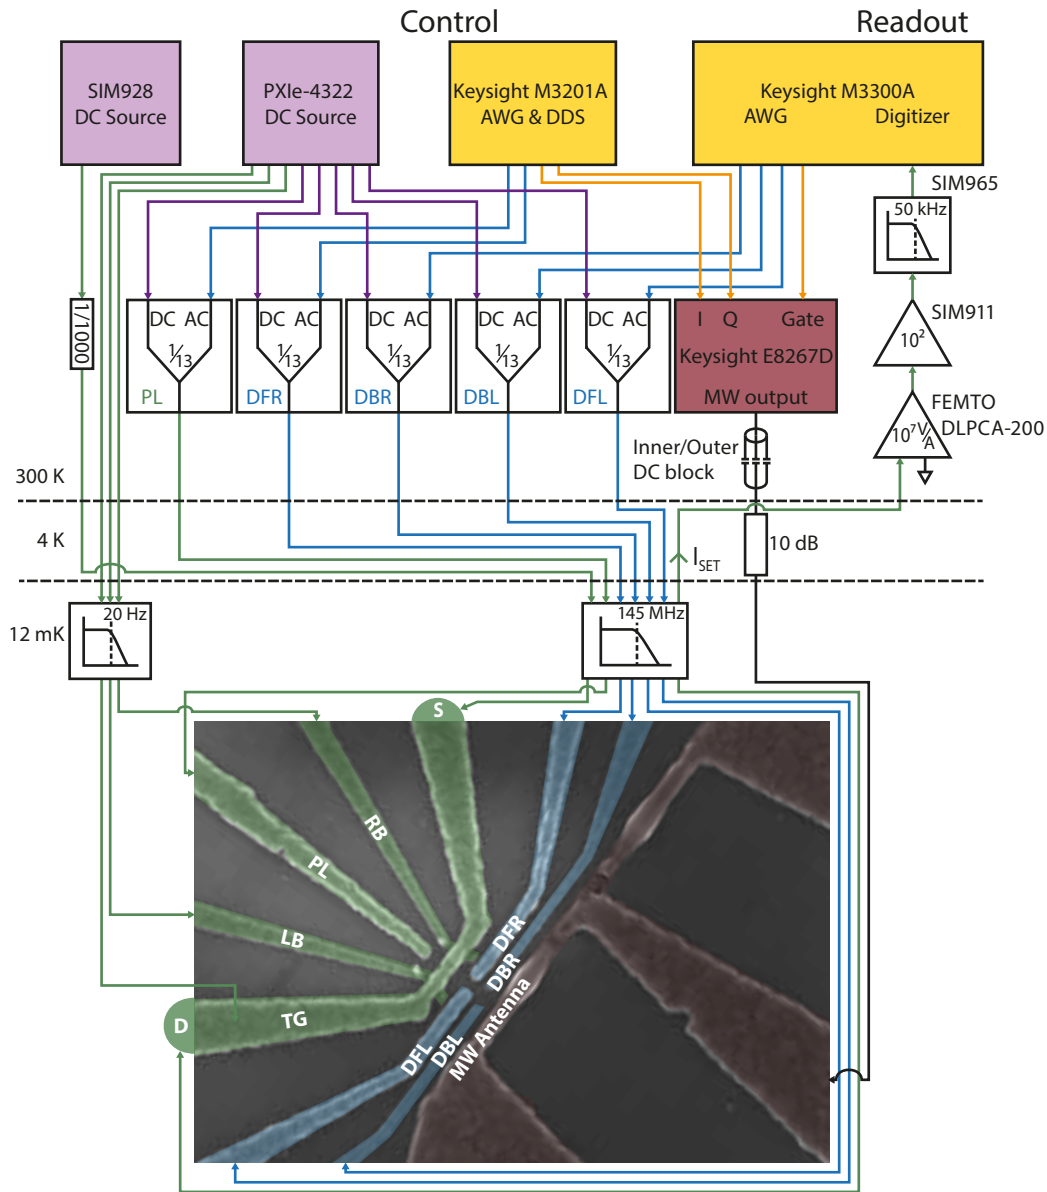 Control
Readout
SIM928
DC Source
PXIe-4322
DC Source
Keysight M3201A
AWG & DDS
Keysight M3300A
AWG Digitizer
SIM965
50 kHz
1/1000
DC AC
1/13
PL
DC AC
1/13
DFR
DC AC
1/13
DBR
DC AC
1/13
DBL
DC AC
1/13
DFL
I Q Gate
Keysight E8267D
MW output
SIM911
10²
FEMTO
DLPCA-200
10⁷ V/A
Inner/Outer
DC block
300 K
4 K
10 dB
I_SET
12 mK
20 Hz
145 MHz
S
RB
PL
LB
DFR
DBR
D
TG
DFL
DBL
MW Antenna